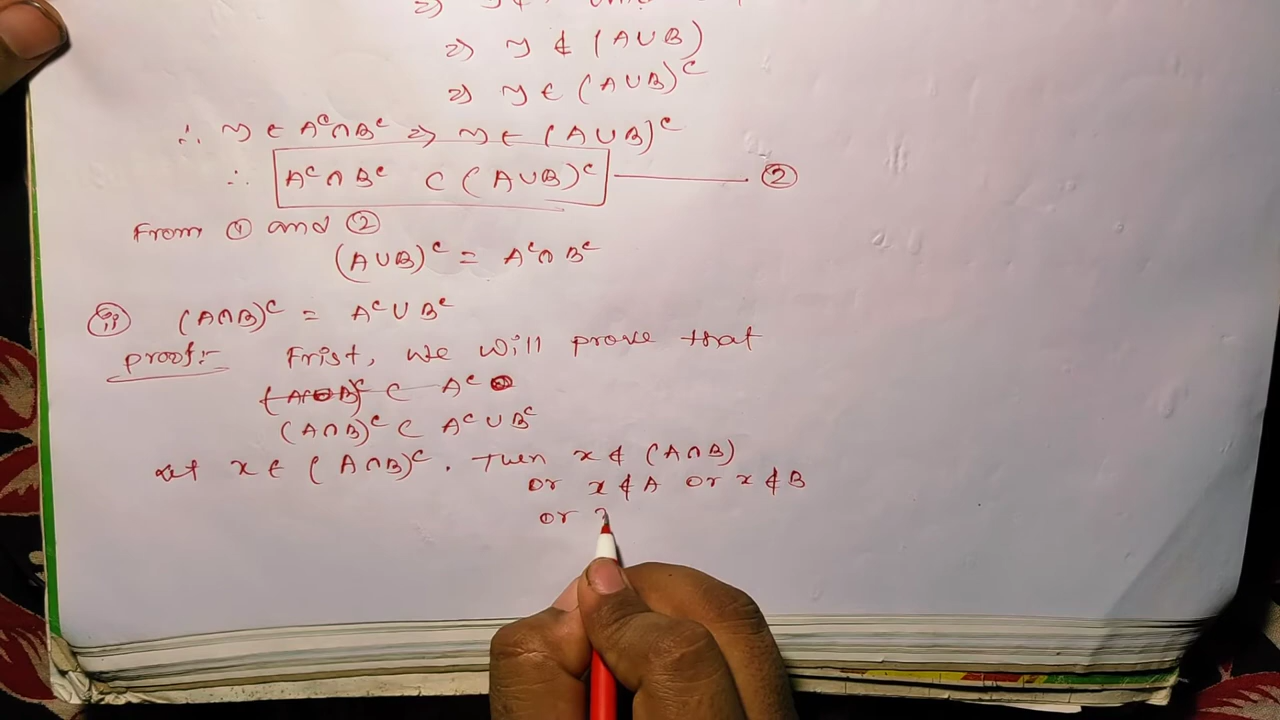 ⇒ y ∉ (A∪B)
⇒ y ∈ (A∪B)ᶜ
∴ y ∈ Aᶜ∩Bᶜ ⇒ y ∈ (A∪B)ᶜ
∴ Aᶜ∩Bᶜ ⊂ (A∪B)ᶜ ②
From ① and ②
(A∪B)ᶜ = Aᶜ∩Bᶜ
ii (A∩B)ᶜ = Aᶜ∪Bᶜ
Proof:- Frist, we will prove that
(A∩B)ᶜ ⊂ Aᶜ
(A∩B)ᶜ ⊂ Aᶜ∪Bᶜ
Let x ∈ (A∩B)ᶜ. Then x ∉ (A∩B)
or x ∉ A or x ∉ B
or